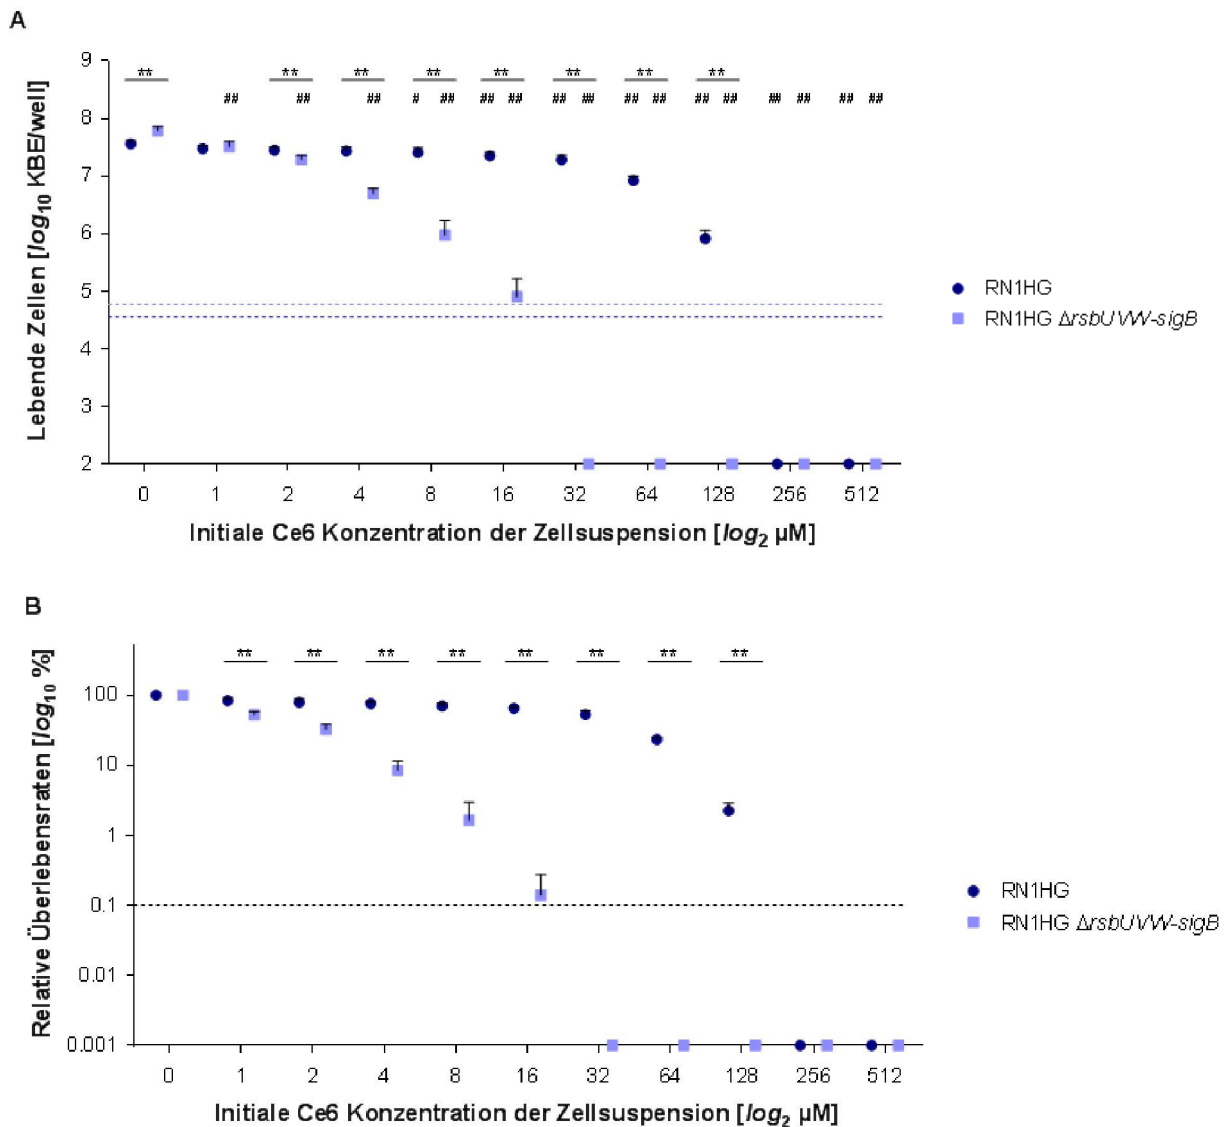 A
9
8
7
6
5
4
3
2
Lebende Zellen [log10 KBE/well]
** ** ** ** ** ** ** **
## ## ## # ## ## ## ## ## ## ## ## ## ## ## ## ##
RN1HG
RN1HG ΔrsbUVW-sigB
0 1 2 4 8 16 32 64 128 256 512
Initiale Ce6 Konzentration der Zellsuspension [log2 µM]
B
Relative Überlebensraten [log10 %]
** ** ** ** ** ** ** **
100
10
1
0.1
0.01
0.001
RN1HG
RN1HG ΔrsbUVW-sigB
0 1 2 4 8 16 32 64 128 256 512
Initiale Ce6 Konzentration der Zellsuspension [log2 µM]